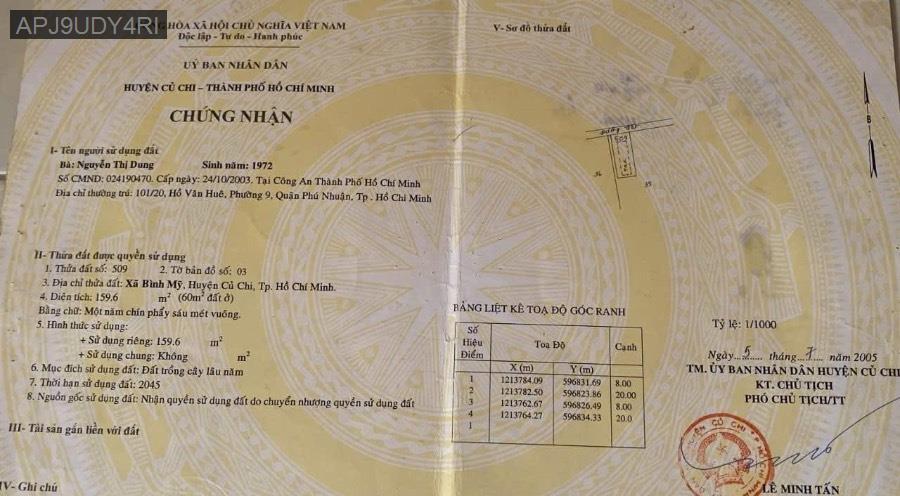 APJ9UDY4RI
HÒA XÃ HỘI CHỦ NGHĨA VIỆT NAM
Độc lập - Tự do - Hạnh phúc
UỶ BAN NHÂN DÂN
HUYỆN CỦ CHI – THÀNH PHỐ HỒ CHÍ MINH
CHỨNG NHẬN
I- Tên người sử dụng đất
Bà: Nguyễn Thị Dung Sinh năm: 1972
Số CMND: 024190470. Cấp ngày: 24/10/2003. Tại Công An Thành Phố Hồ Chí Minh
Địa chỉ thường trú: 101/20, Hồ Văn Huê, Phường 9, Quận Phú Nhuận, Tp . Hồ Chí Minh
II- Thửa đất được quyền sử dụng
1. Thửa đất số: 509 2. Tờ bản đồ số: 03
3. Địa chỉ thửa đất: Xã Bình Mỹ, Huyện Củ Chi, Tp. Hồ Chí Minh.
4. Diện tích: 159.6 m² (60m² đất ở)
Bằng chữ: Một năm chín phẩy sáu mét vuông.
5. Hình thức sử dụng:
+ Sử dụng riêng: 159.6 m²
+ Sử dụng chung: Không m²
6. Mục đích sử dụng đất: Đất trồng cây lâu năm
7. Thời hạn sử dụng đất: 2045
8. Nguồn gốc sử dụng đất: Nhận quyền sử dụng đất do chuyển nhượng quyền sử dụng đất
III- Tài sản gắn liền với đất
IV- Ghi chú
V- Sơ đồ thửa đất
B
509
36
35
BẢNG LIỆT KÊ TOẠ ĐỘ GÓC RANH
Số Hiệu Điểm Toạ Độ Cạnh
X (m) Y (m)
1 1213784.09 596831.69 8.00
2 1213782.50 596823.86 20.00
3 1213762.67 596826.49 8.00
4 1213764.27 596834.33 20.0
1
Tỷ lệ: 1/1000
Ngày...5... tháng..7.. năm 2005
TM. ỦY BAN NHÂN DÂN HUYỆN CỦ CHI
KT. CHỦ TỊCH
PHÓ CHỦ TỊCH/TT
LÊ MINH TẤN